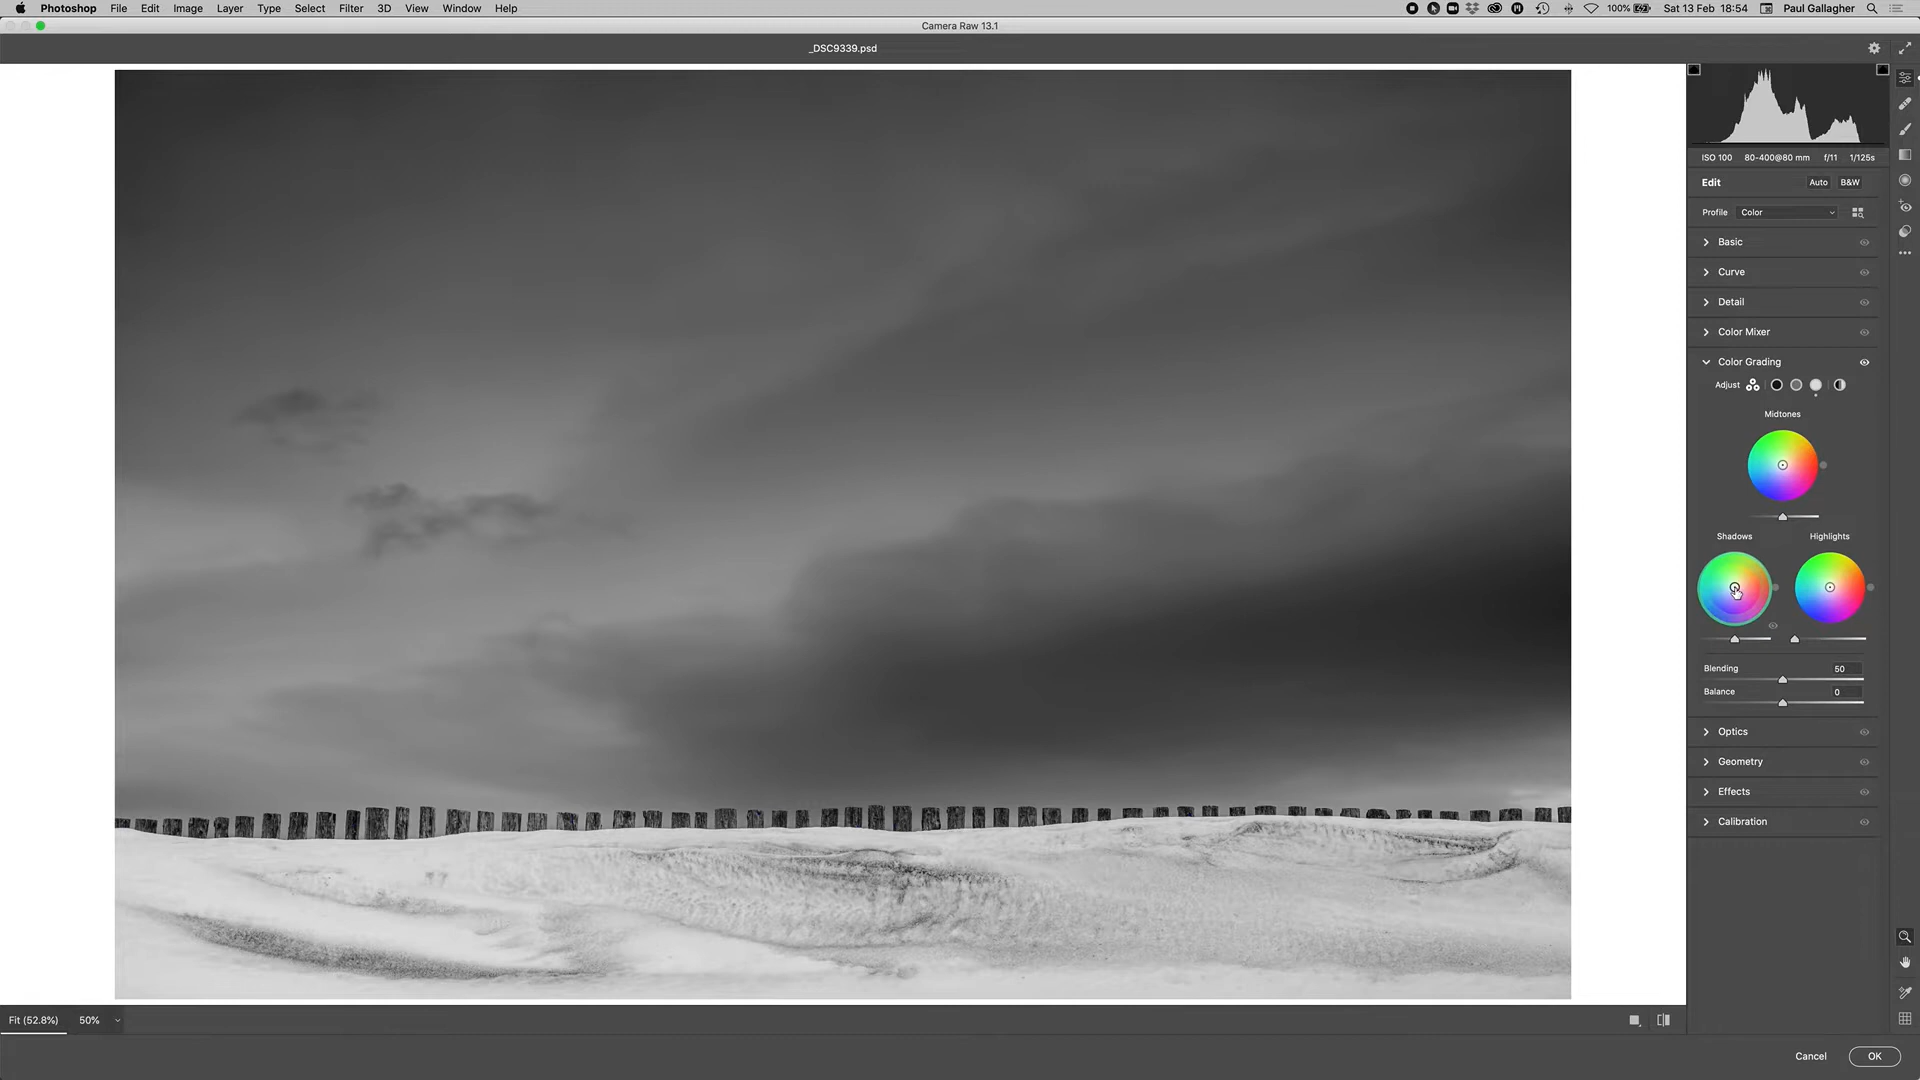 Photoshop File Edit Image Layer Type Select Filter 3D View Window Help 100% Sat 13 Feb 18:54 Paul Gallagher
Camera Raw 13.1
_DSC9339.psd
ISO 100 80-400@80 mm f/11 1/125s
Edit Auto B&W
Profile Color
Basic
Curve
Detail
Color Mixer
Color Grading
Adjust
Midtones
Shadows Highlights
Blending 50
Balance 0
Optics
Geometry
Effects
Calibration
Fit (52.8%) 50%
Cancel OK